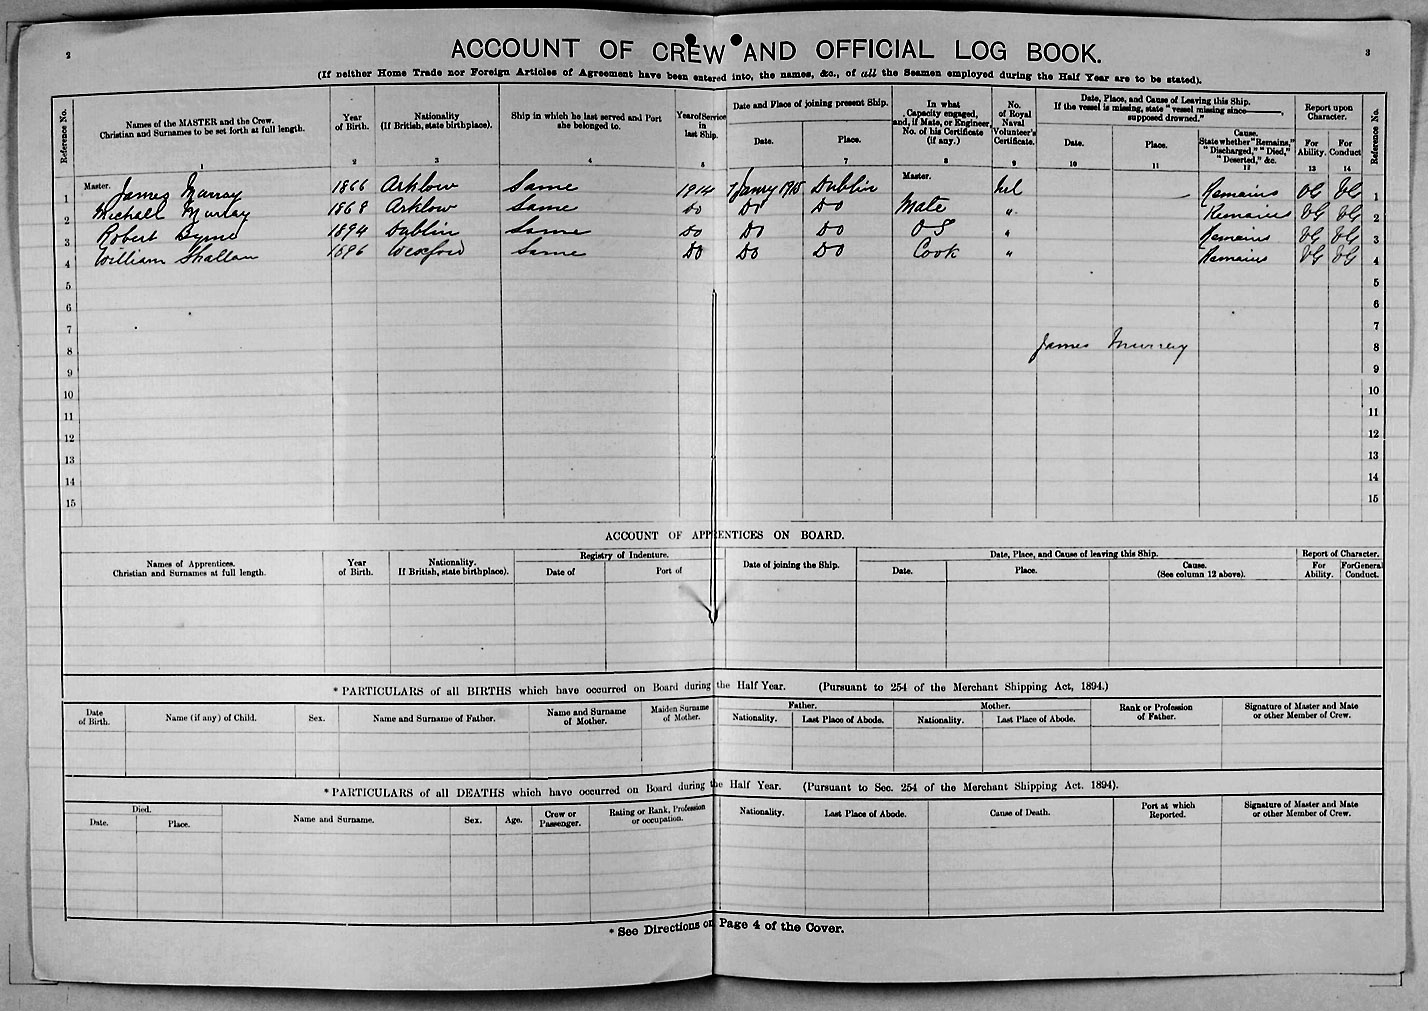 2
3
ACCOUNT OF CREW AND OFFICIAL LOG BOOK.
(If neither Home Trade nor Foreign Articles of Agreement have been entered into, the names, &c., of all the Seamen employed during the Half Year are to be stated).
Reference No.
Names of the MASTER and the Crew.
Christian and Surnames to be set forth at full length.
1
Year
of Birth.
2
Nationality
(If British, state birthplace).
3
Ship in which he last served and Port
she belonged to.
4
Year of Service
in
last Ship.
5
Date and Place of joining present Ship.
Date.
Place.
7
In what
Capacity engaged,
and, if Mate, or Engineer,
No. of his Certificate
(if any.)
8
No.
of Royal
Naval
Volunteer's
Certificate.
9
Date, Place, and Cause of Leaving this Ship.
If the vessel is missing, state "vessel missing since
supposed drowned."
Date.
10
Place.
11
Cause.
State whether "Remains,"
"Discharged," "Died,"
"Deserted," &c.
12
Report upon
Character.
For
Ability.
13
For
Conduct
14
Reference No.
1 Master. James Murray 1866 Arklow Same 1914 1 Janry 1915 Dublin Master. Nil Remains VG VG 1
2 Michall Murray 1868 Arklow Same Do Do Do Mate " Remains VG VG 2
3 Robert Byrne 1894 Dublin Same Do Do Do OS " Remains VG VG 3
4 William Skallan 1896 Wexford Same Do Do Do Cook " Remains VG VG 4
5 5
6 6
7 7
8 James Murray 8
9 9
10 10
11 11
12 12
13 13
14 14
15 15
ACCOUNT OF APPRENTICES ON BOARD.
Names of Apprentices.
Christian and Surnames at full length.
Year
of Birth.
Nationality.
If British, state birthplace).
Registry of Indenture.
Date of
Port of
Date of joining the Ship.
Date, Place, and Cause of leaving this Ship.
Date.
Place.
Cause.
(See column 12 above).
Report of Character.
For
Ability.
For General
Conduct.
* PARTICULARS of all BIRTHS which have occurred on Board during the Half Year. (Pursuant to 254 of the Merchant Shipping Act, 1894.)
Date
of Birth.
Name (if any) of Child.
Sex.
Name and Surname of Father.
Name and Surname
of Mother.
Maiden Surname
of Mother.
Father.
Nationality.
Last Place of Abode.
Mother.
Nationality.
Last Place of Abode.
Rank or Profession
of Father.
Signature of Master and Mate
or other Member of Crew.
* PARTICULARS of all DEATHS which have occurred on Board during the Half Year. (Pursuant to Sec. 254 of the Merchant Shipping Act. 1894).
Died.
Date.
Place.
Name and Surname.
Sex.
Age.
Crew or
Passenger.
Rating or Rank, Profession
or occupation.
Nationality.
Last Place of Abode.
Cause of Death.
Port at which
Reported.
Signature of Master and Mate
or other Member of Crew.
* See Directions on Page 4 of the Cover.